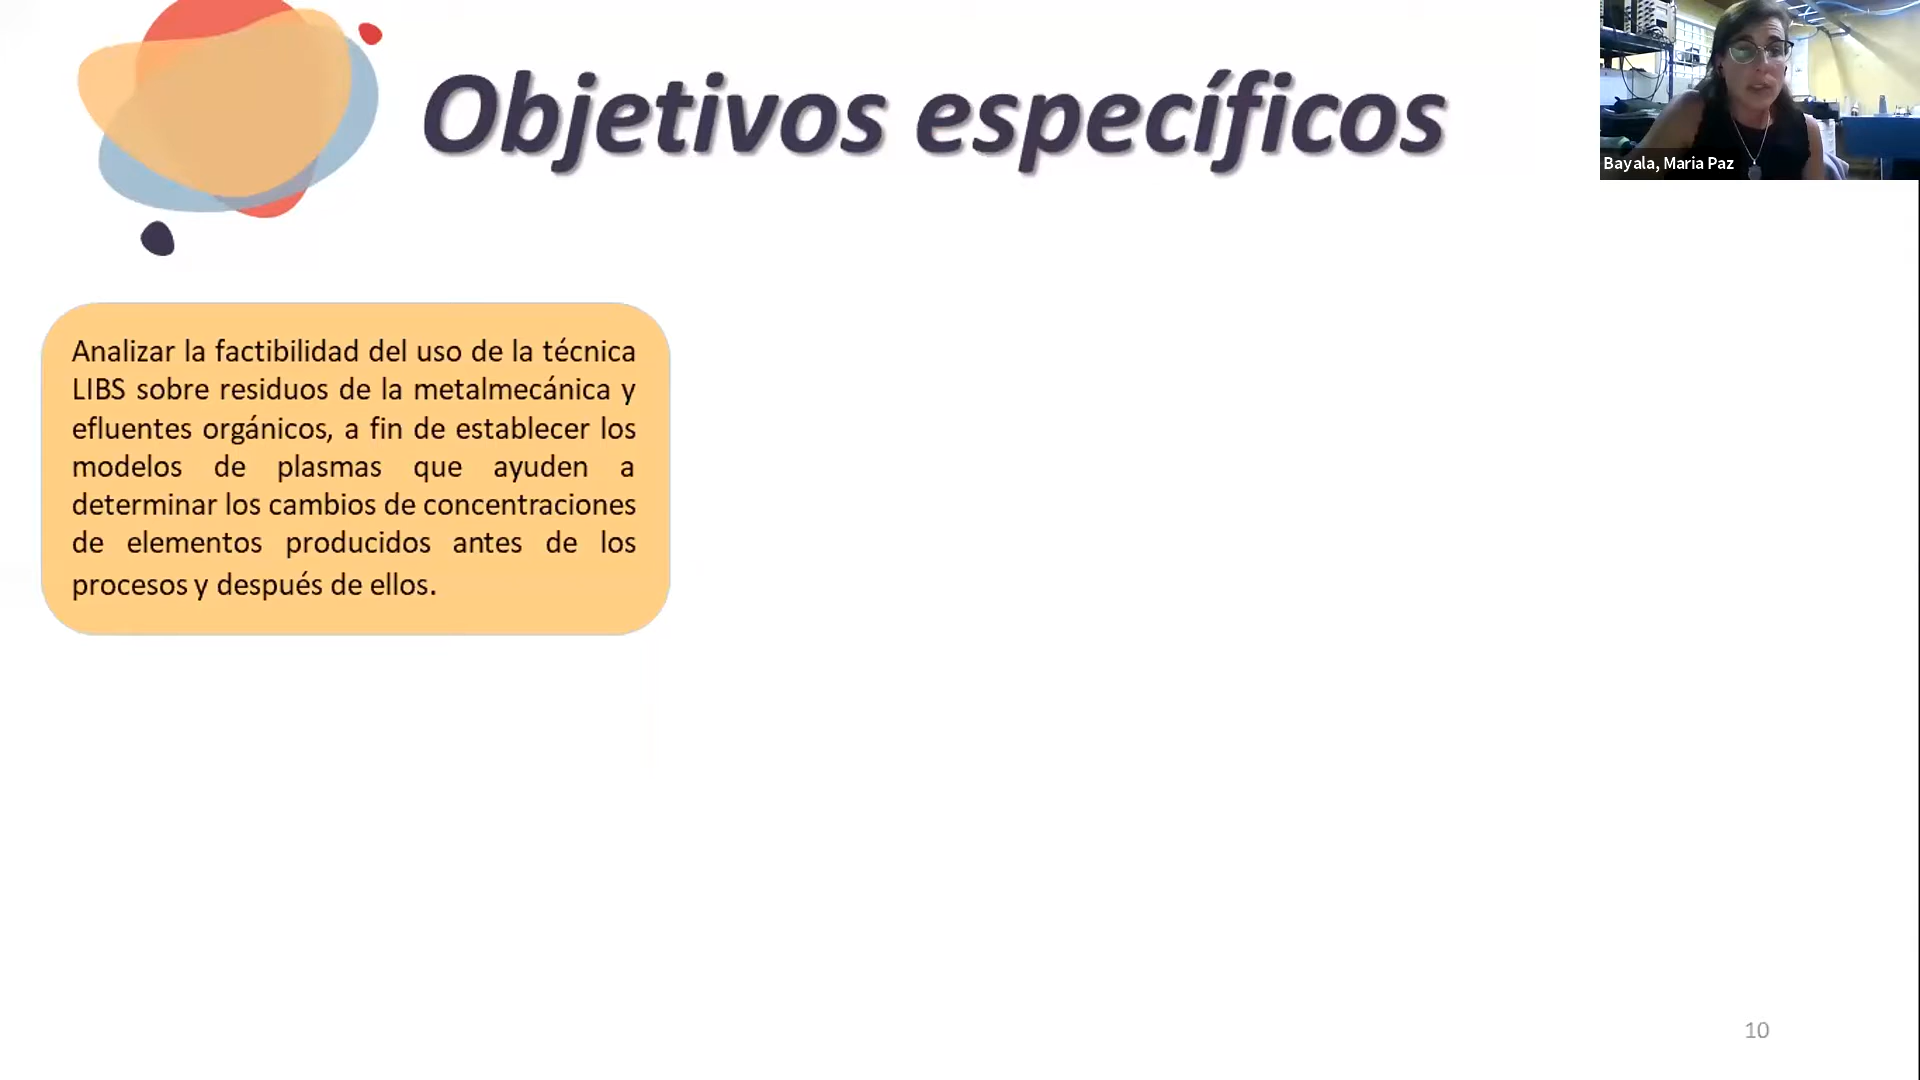 Objetivos específicos
Bayala, Maria Paz
Analizar la factibilidad del uso de la técnica
LIBS sobre residuos de la metalmecánica y
efluentes orgánicos, a fin de establecer los
modelos de plasmas que ayuden a
determinar los cambios de concentraciones
de elementos producidos antes de los
procesos y después de ellos.
10